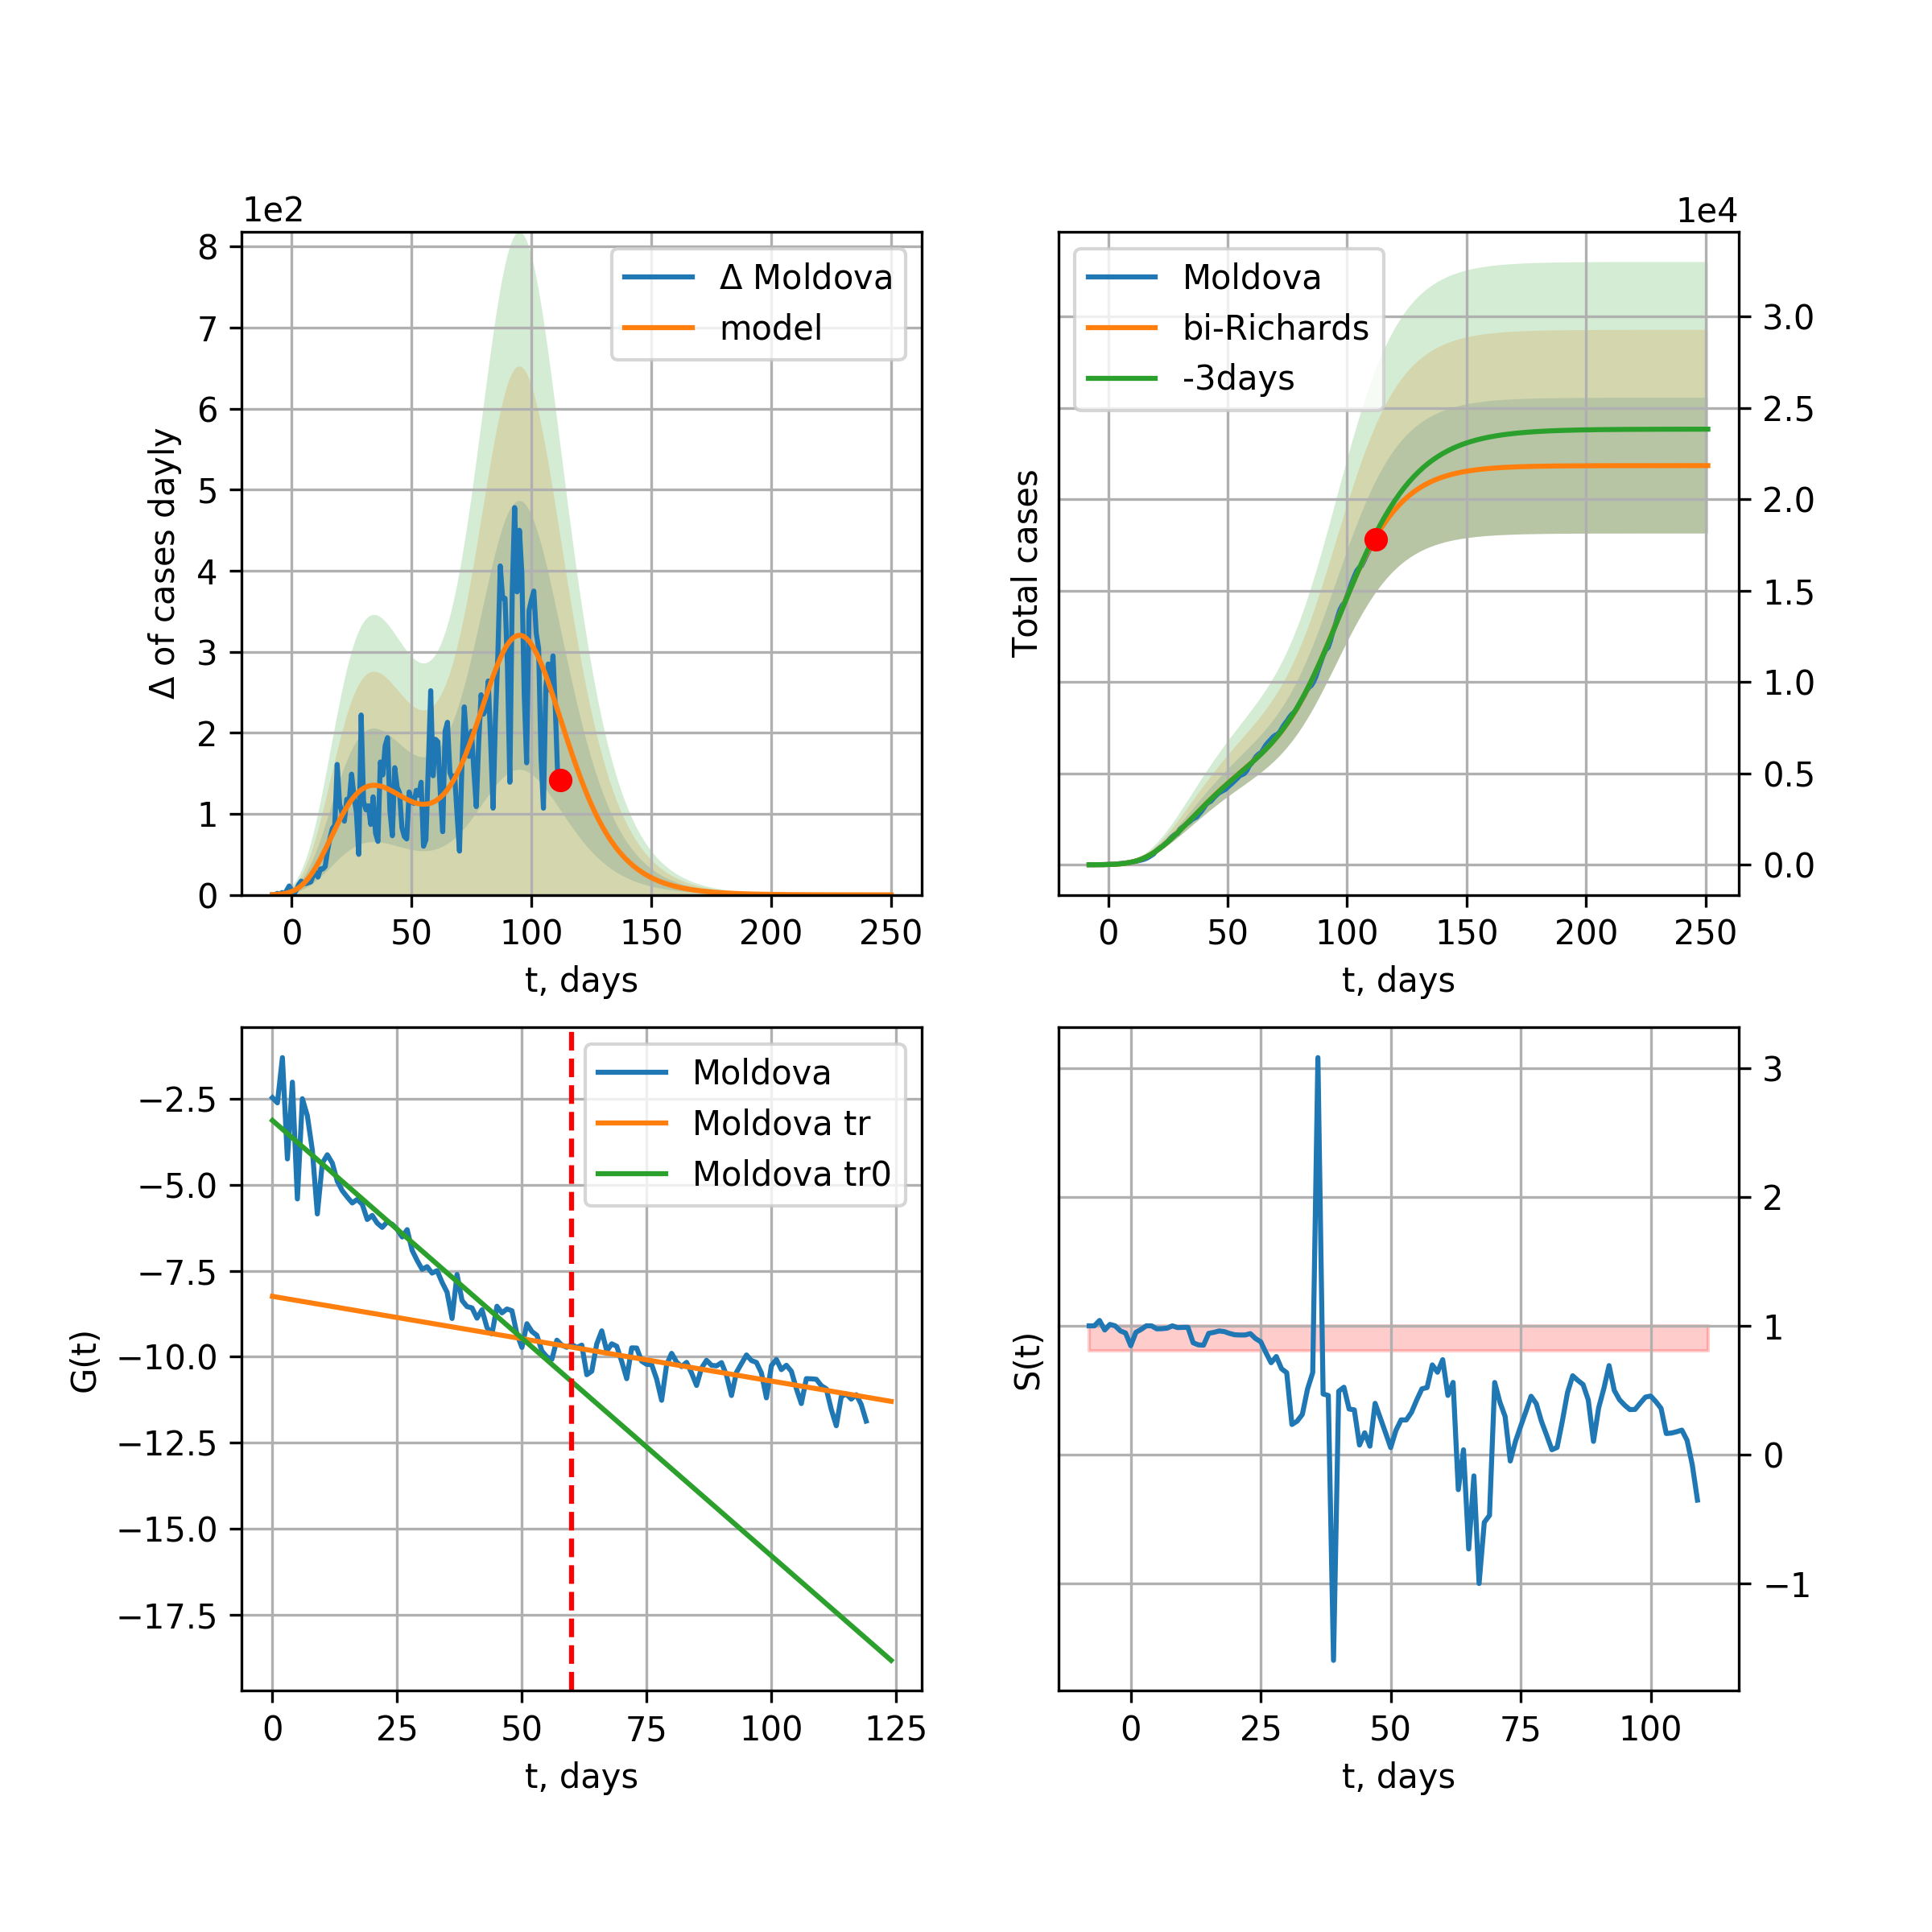 1e2
8
7
6
5
4
3
2
1
0
Δ of cases dayly
Δ Moldova
model
0 50 100 150 200 250
t, days
1e4
Moldova
bi-Richards
-3days
Total cases
3.0
2.5
2.0
1.5
1.0
0.5
0.0
0 50 100 150 200 250
t, days
G(t)
−2.5
−5.0
−7.5
−10.0
−12.5
−15.0
−17.5
Moldova
Moldova tr
Moldova tr0
0 25 50 75 100 125
t, days
S(t)
3
2
1
0
−1
0 25 50 75 100
t, days